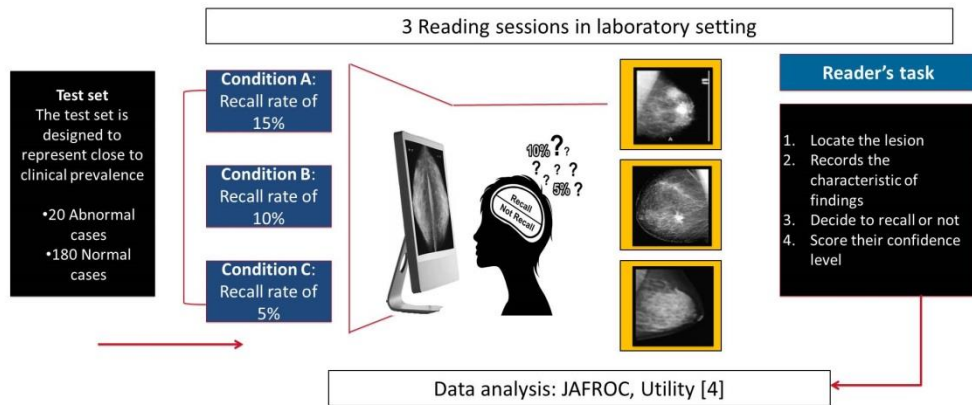 3 Reading sessions in laboratory setting
Test set
The test set is
designed to
represent close to
clinical prevalence
•20 Abnormal
cases
•180 Normal
cases
Condition A:
Recall rate of
15%
Condition B:
Recall rate of
10%
Condition C:
Recall rate of
5%
10%??
? ? ?
? 5% ?
Recall
Not Recall
Reader’s task
1. Locate the lesion
2. Records the
characteristic of
findings
3. Decide to recall or not
4. Score their confidence
level
Data analysis: JAFROC, Utility [4]